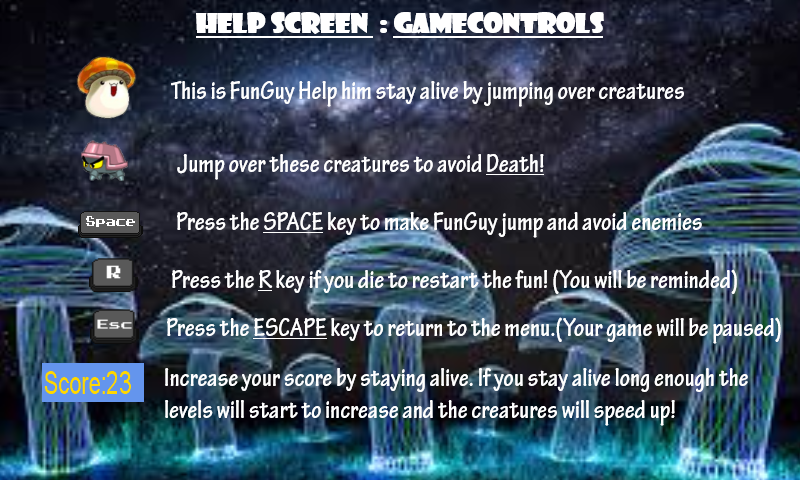 HELP SCREEN : GAMECONTROLS
This is FunGuy Help him stay alive by jumping over creatures
Jump over these creatures to avoid Death!
Space
Press the SPACE key to make FunGuy jump and avoid enemies
R
Press the R key if you die to restart the fun! (You will be reminded)
Esc
Press the ESCAPE key to return to the menu.(Your game will be paused)
Score:23
Increase your score by staying alive. If you stay alive long enough the
levels will start to increase and the creatures will speed up!